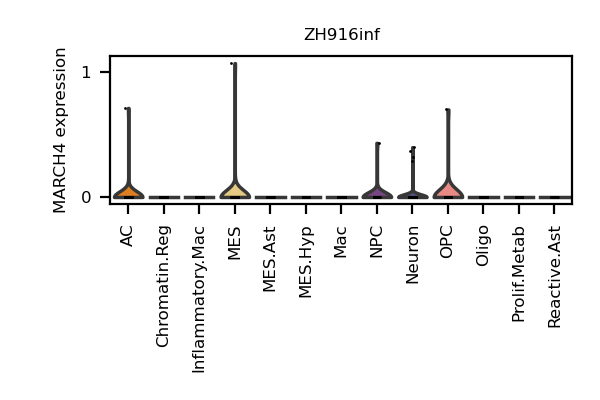 ZH916inf
MARCH4 expression
1
0
AC
Chromatin.Reg
Inflammatory.Mac
MES
MES.Ast
MES.Hyp
Mac
NPC
Neuron
OPC
Oligo
Prolif.Metab
Reactive.Ast